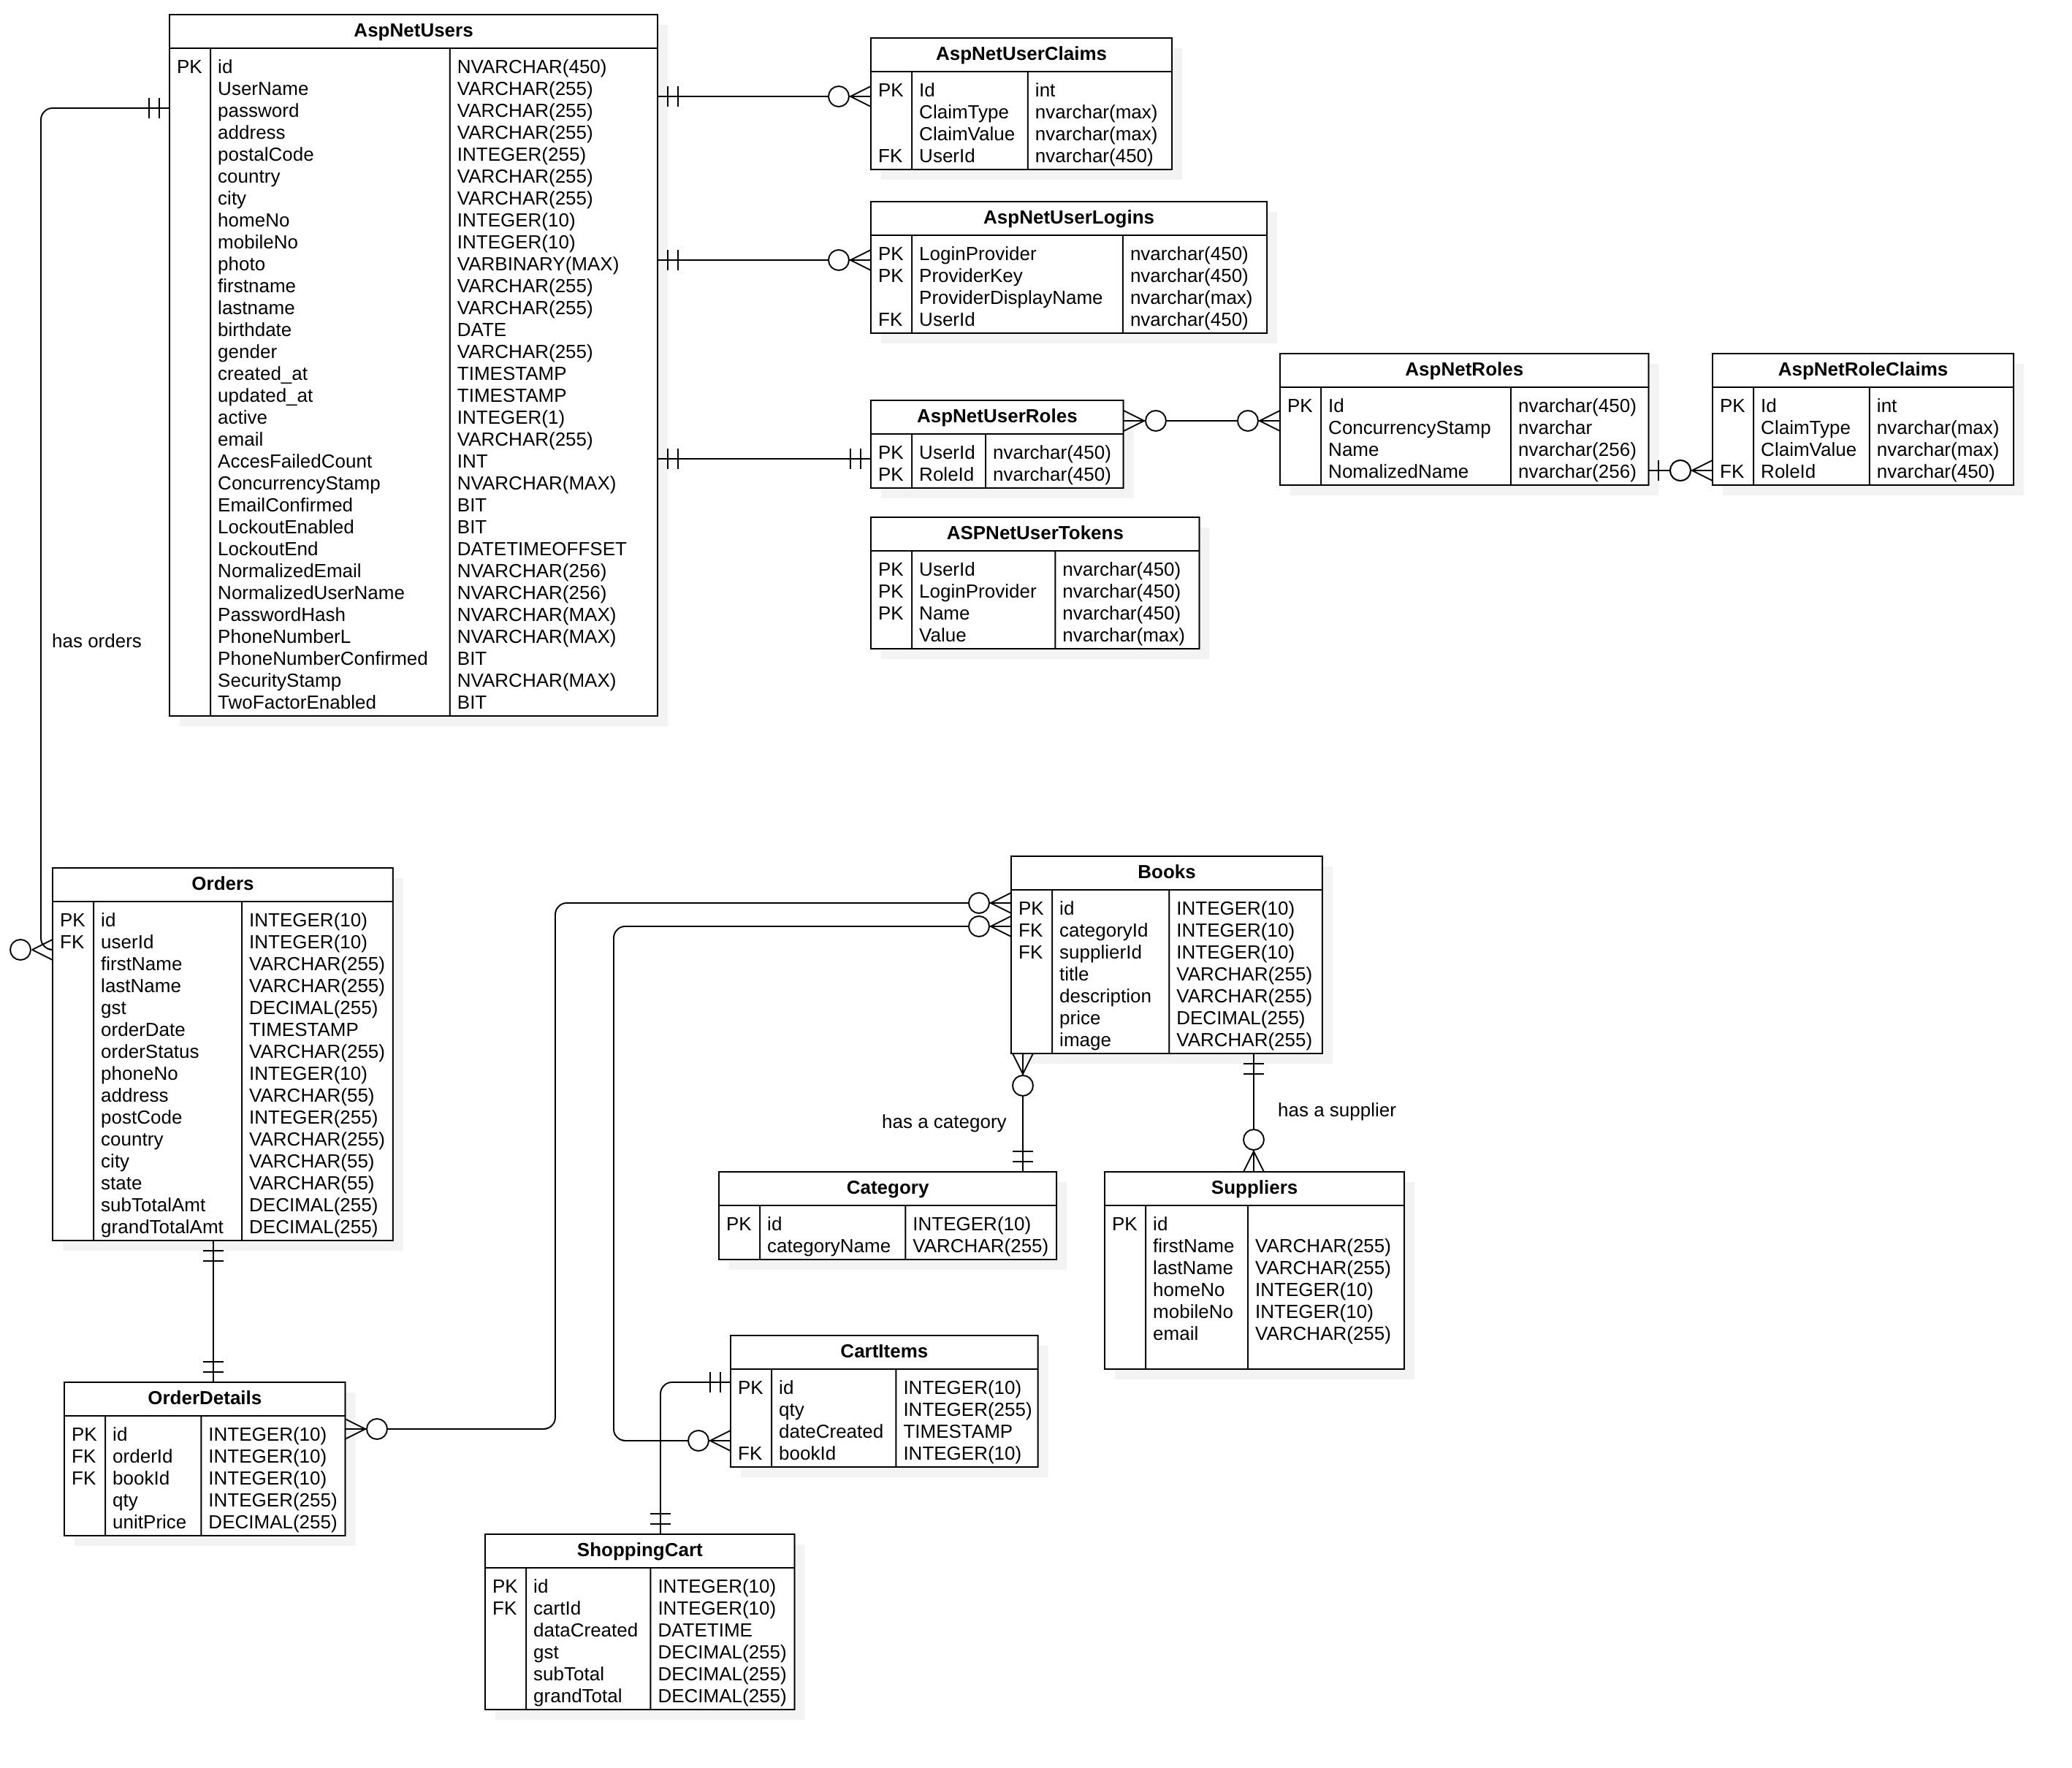 AspNetUsers
PK id NVARCHAR(450)
UserName VARCHAR(255)
password VARCHAR(255)
address VARCHAR(255)
postalCode INTEGER(255)
country VARCHAR(255)
city VARCHAR(255)
homeNo INTEGER(10)
mobileNo INTEGER(10)
photo VARBINARY(MAX)
firstname VARCHAR(255)
lastname VARCHAR(255)
birthdate DATE
gender VARCHAR(255)
created_at TIMESTAMP
updated_at TIMESTAMP
active INTEGER(1)
email VARCHAR(255)
AccesFailedCount INT
ConcurrencyStamp NVARCHAR(MAX)
EmailConfirmed BIT
LockoutEnabled BIT
LockoutEnd DATETIMEOFFSET
NormalizedEmail NVARCHAR(256)
NormalizedUserName NVARCHAR(256)
PasswordHash NVARCHAR(MAX)
PhoneNumberL NVARCHAR(MAX)
PhoneNumberConfirmed BIT
SecurityStamp NVARCHAR(MAX)
TwoFactorEnabled BIT
AspNetUserClaims
PK Id int
ClaimType nvarchar(max)
ClaimValue nvarchar(max)
FK UserId nvarchar(450)
AspNetUserLogins
PK LoginProvider nvarchar(450)
PK ProviderKey nvarchar(450)
ProviderDisplayName nvarchar(max)
FK UserId nvarchar(450)
AspNetUserRoles
PK UserId nvarchar(450)
PK RoleId nvarchar(450)
AspNetRoles
PK Id nvarchar(450)
ConcurrencyStamp nvarchar
Name nvarchar(256)
NomalizedName nvarchar(256)
AspNetRoleClaims
PK Id int
ClaimType nvarchar(max)
ClaimValue nvarchar(max)
FK RoleId nvarchar(450)
ASPNetUserTokens
PK UserId nvarchar(450)
PK LoginProvider nvarchar(450)
PK Name nvarchar(450)
Value nvarchar(max)
has orders
Orders
PK id INTEGER(10)
FK userId INTEGER(10)
firstName VARCHAR(255)
lastName VARCHAR(255)
gst DECIMAL(255)
orderDate TIMESTAMP
orderStatus VARCHAR(255)
phoneNo INTEGER(10)
address VARCHAR(55)
postCode INTEGER(255)
country VARCHAR(255)
city VARCHAR(55)
state VARCHAR(55)
subTotalAmt DECIMAL(255)
grandTotalAmt DECIMAL(255)
Books
PK id INTEGER(10)
FK categoryId INTEGER(10)
FK supplierId INTEGER(10)
title VARCHAR(255)
description VARCHAR(255)
price DECIMAL(255)
image VARCHAR(255)
has a category
has a supplier
Category
PK id INTEGER(10)
categoryName VARCHAR(255)
Suppliers
PK id
firstName VARCHAR(255)
lastName VARCHAR(255)
homeNo INTEGER(10)
mobileNo INTEGER(10)
email VARCHAR(255)
OrderDetails
PK id INTEGER(10)
FK orderId INTEGER(10)
FK bookId INTEGER(10)
qty INTEGER(255)
unitPrice DECIMAL(255)
CartItems
PK id INTEGER(10)
qty INTEGER(255)
dateCreated TIMESTAMP
FK bookId INTEGER(10)
ShoppingCart
PK id INTEGER(10)
FK cartId INTEGER(10)
dataCreated DATETIME
gst DECIMAL(255)
subTotal DECIMAL(255)
grandTotal DECIMAL(255)